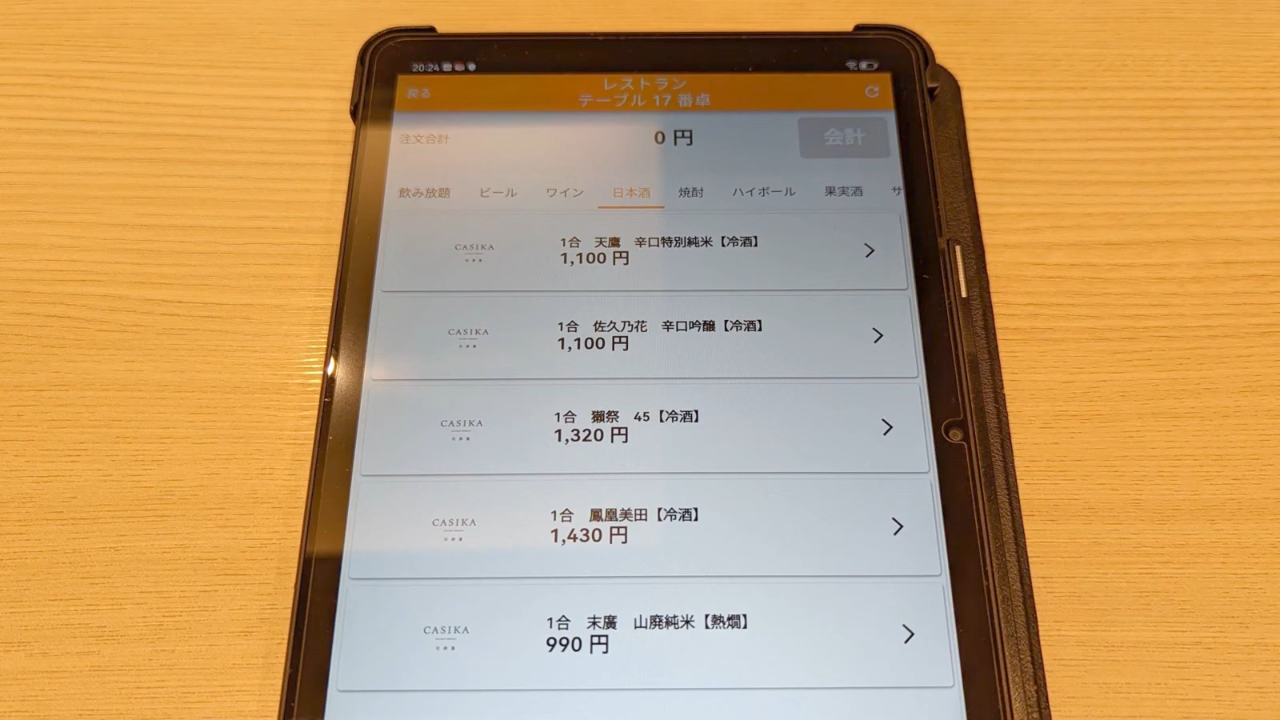 20:24
戻る
レストラン
テーブル 17 番卓
注文合計
0 円
会計
飲み放題 ビール ワイン 日本酒 焼酎 ハイボール 果実酒 サ
CASIKA
1合 天鷹 辛口特別純米【冷酒】
1,100 円
CASIKA
1合 佐久乃花 辛口吟醸【冷酒】
1,100 円
CASIKA
1合 獺祭 45【冷酒】
1,320 円
CASIKA
1合 鳳凰美田【冷酒】
1,430 円
CASIKA
1合 末廣 山廃純米【熱燗】
990 円